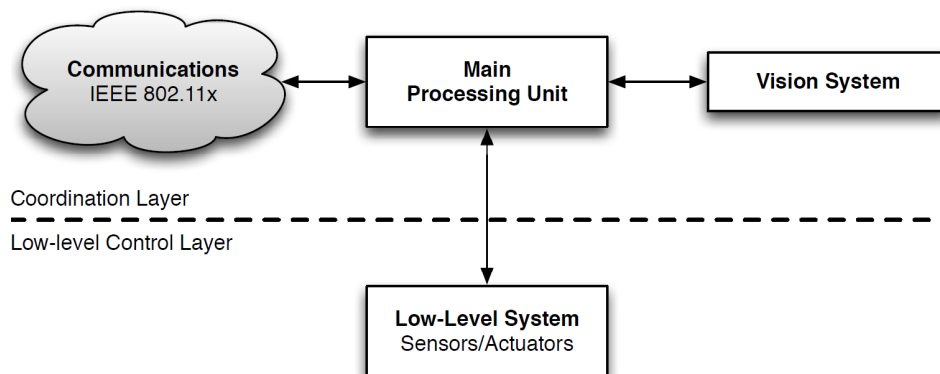 Communications
IEEE 802.11x
Main
Processing Unit
Vision System
Coordination Layer
Low-level Control Layer
Low-Level System
Sensors/Actuators